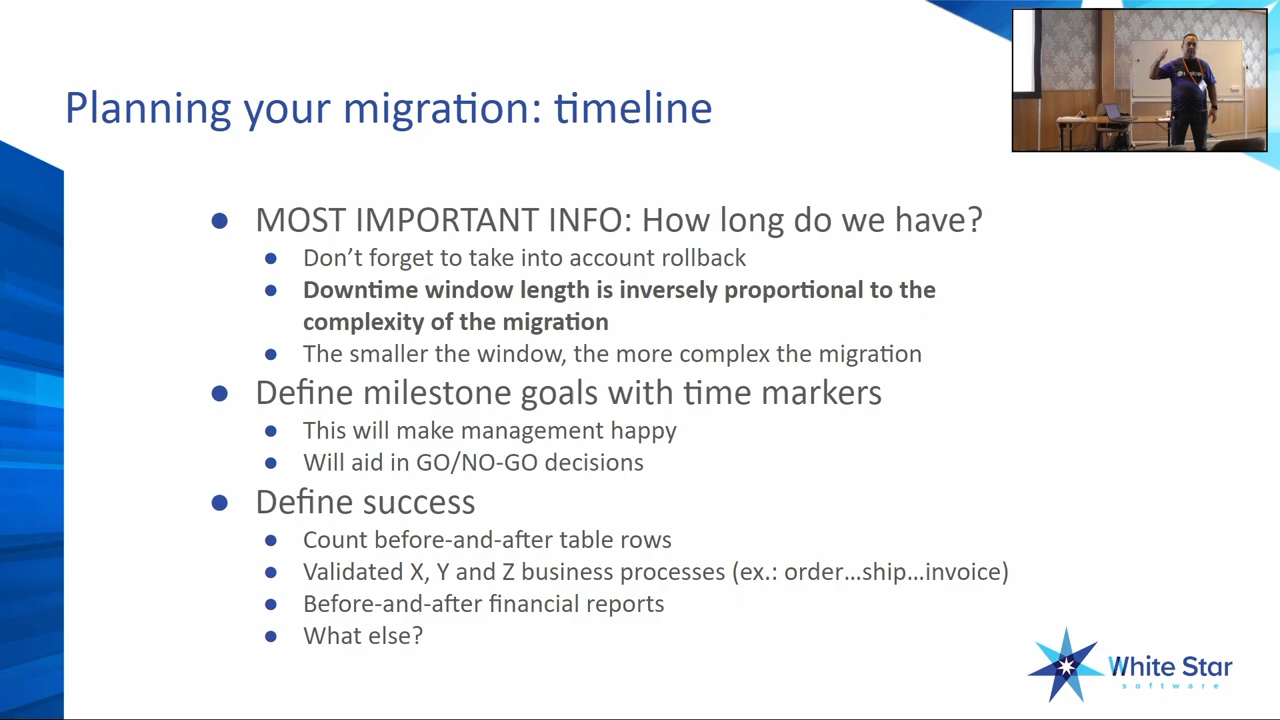 Planning your migration: timeline
MOST IMPORTANT INFO: How long do we have?
Don’t forget to take into account rollback
Downtime window length is inversely proportional to the
complexity of the migration
The smaller the window, the more complex the migration
Define milestone goals with time markers
This will make management happy
Will aid in GO/NO-GO decisions
Define success
Count before-and-after table rows
Validated X, Y and Z business processes (ex.: order…ship…invoice)
Before-and-after financial reports
What else?
White Star
software